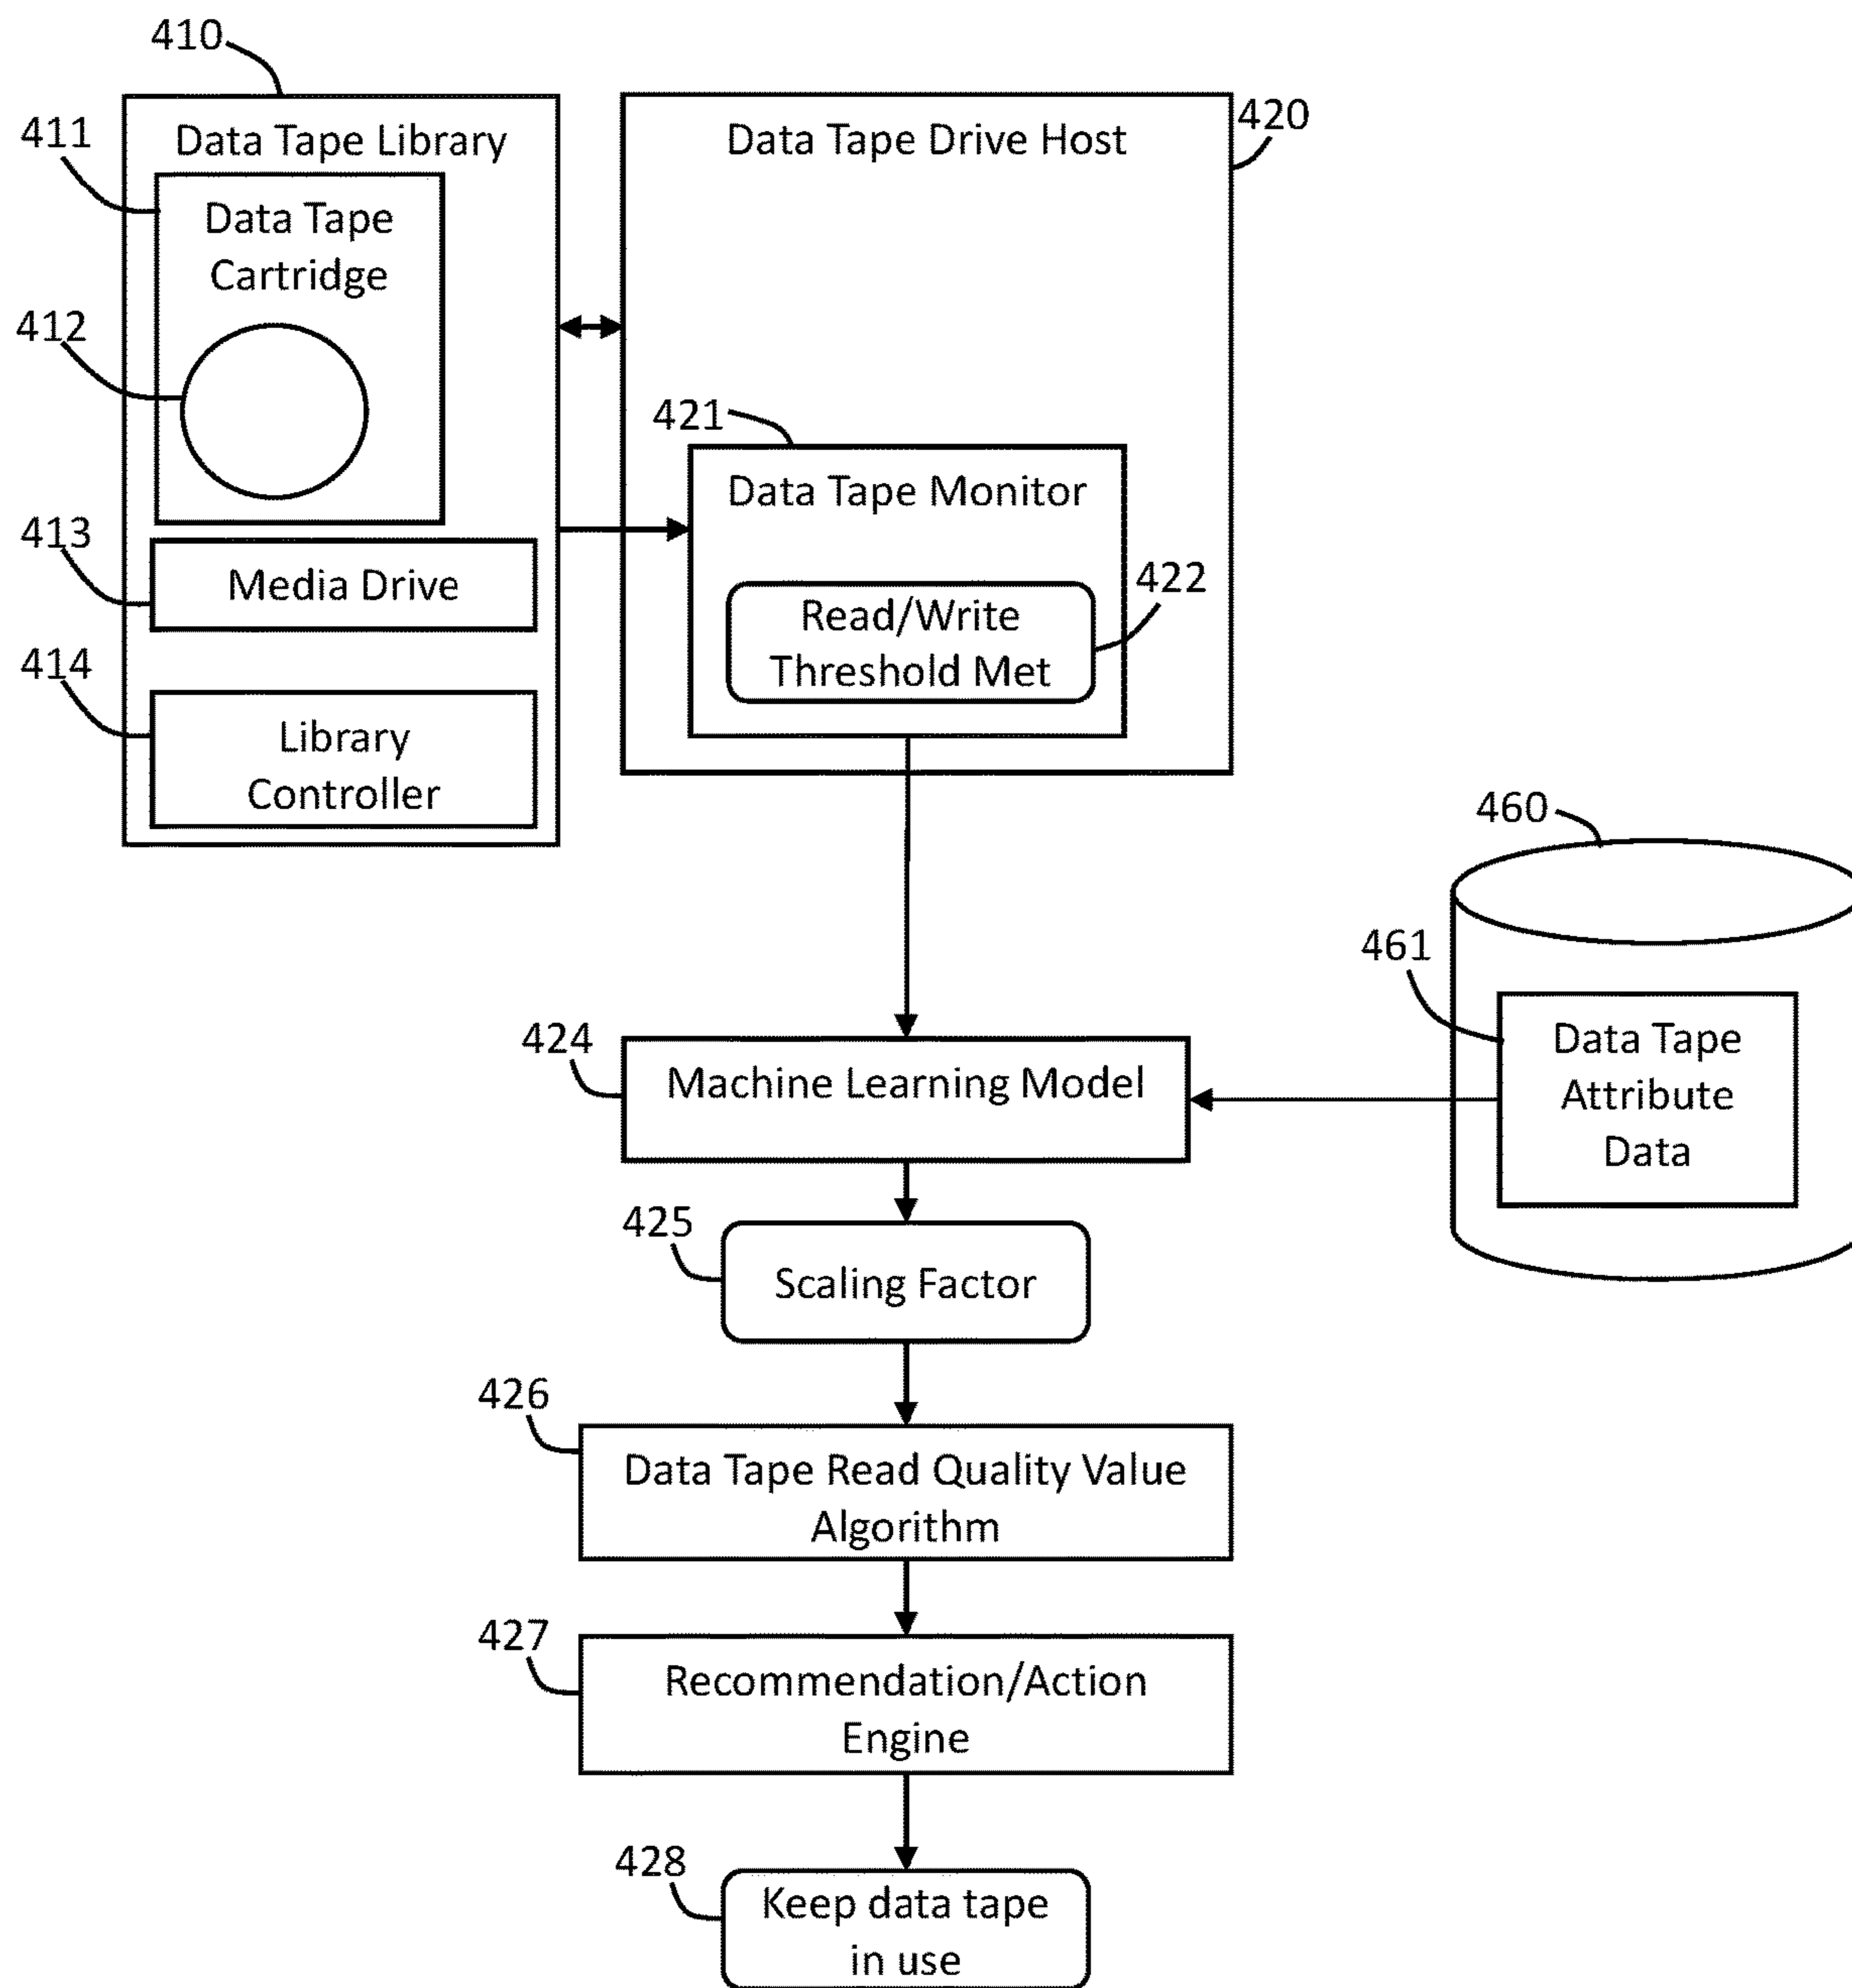 410
Data Tape Library
411
Data Tape
Cartridge
412
413
Media Drive
414
Library
Controller
Data Tape Drive Host
420
421
Data Tape Monitor
422
Read/Write
Threshold Met
460
461
Data Tape
Attribute
Data
424
Machine Learning Model
425
Scaling Factor
426
Data Tape Read Quality Value
Algorithm
427
Recommendation/Action
Engine
428
Keep data tape
in use